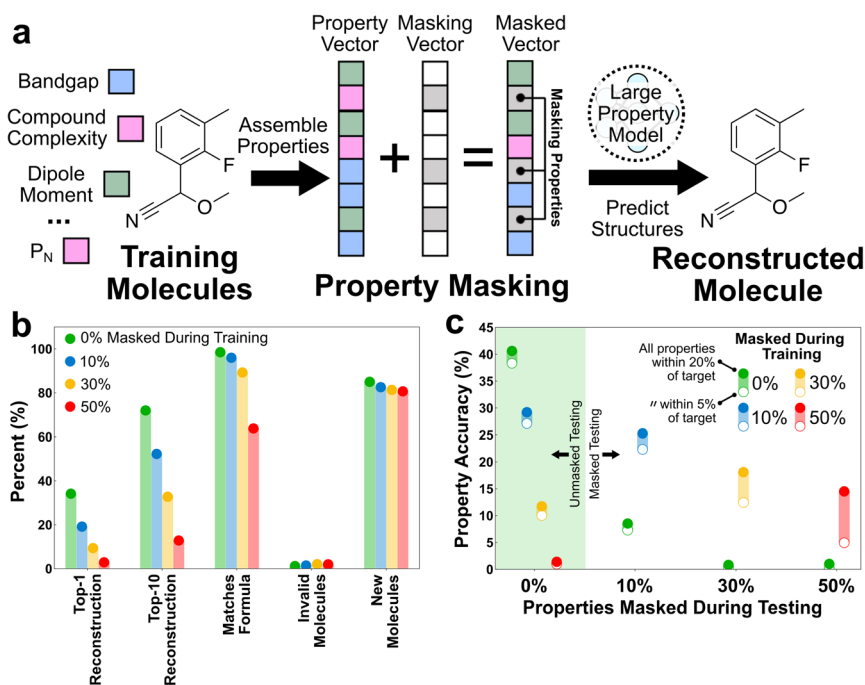 a
Property
Vector
Masking
Vector
Masked
Vector
Bandgap
Compound
Complexity
Dipole
Moment
...
P_N
F
N
O
Training
Molecules
Assemble
Properties
+
=
Masking Properties
Property Masking
Large
Property
Model
Predict
Structures
F
N
O
Reconstructed
Molecule
b
0% Masked During Training
10%
30%
50%
Percent (%)
100
80
60
40
20
0
Top-1
Reconstruction
Top-10
Reconstruction
Matches
Formula
Invalid
Molecules
New
Molecules
c
Property Accuracy (%)
45
40
35
30
25
20
15
10
5
0
Unmasked Testing
Masked Testing
All properties
within 20%
of target
" within 5%
of target
Masked During
Training
0%
30%
10%
50%
0%
10%
30%
50%
Properties Masked During Testing